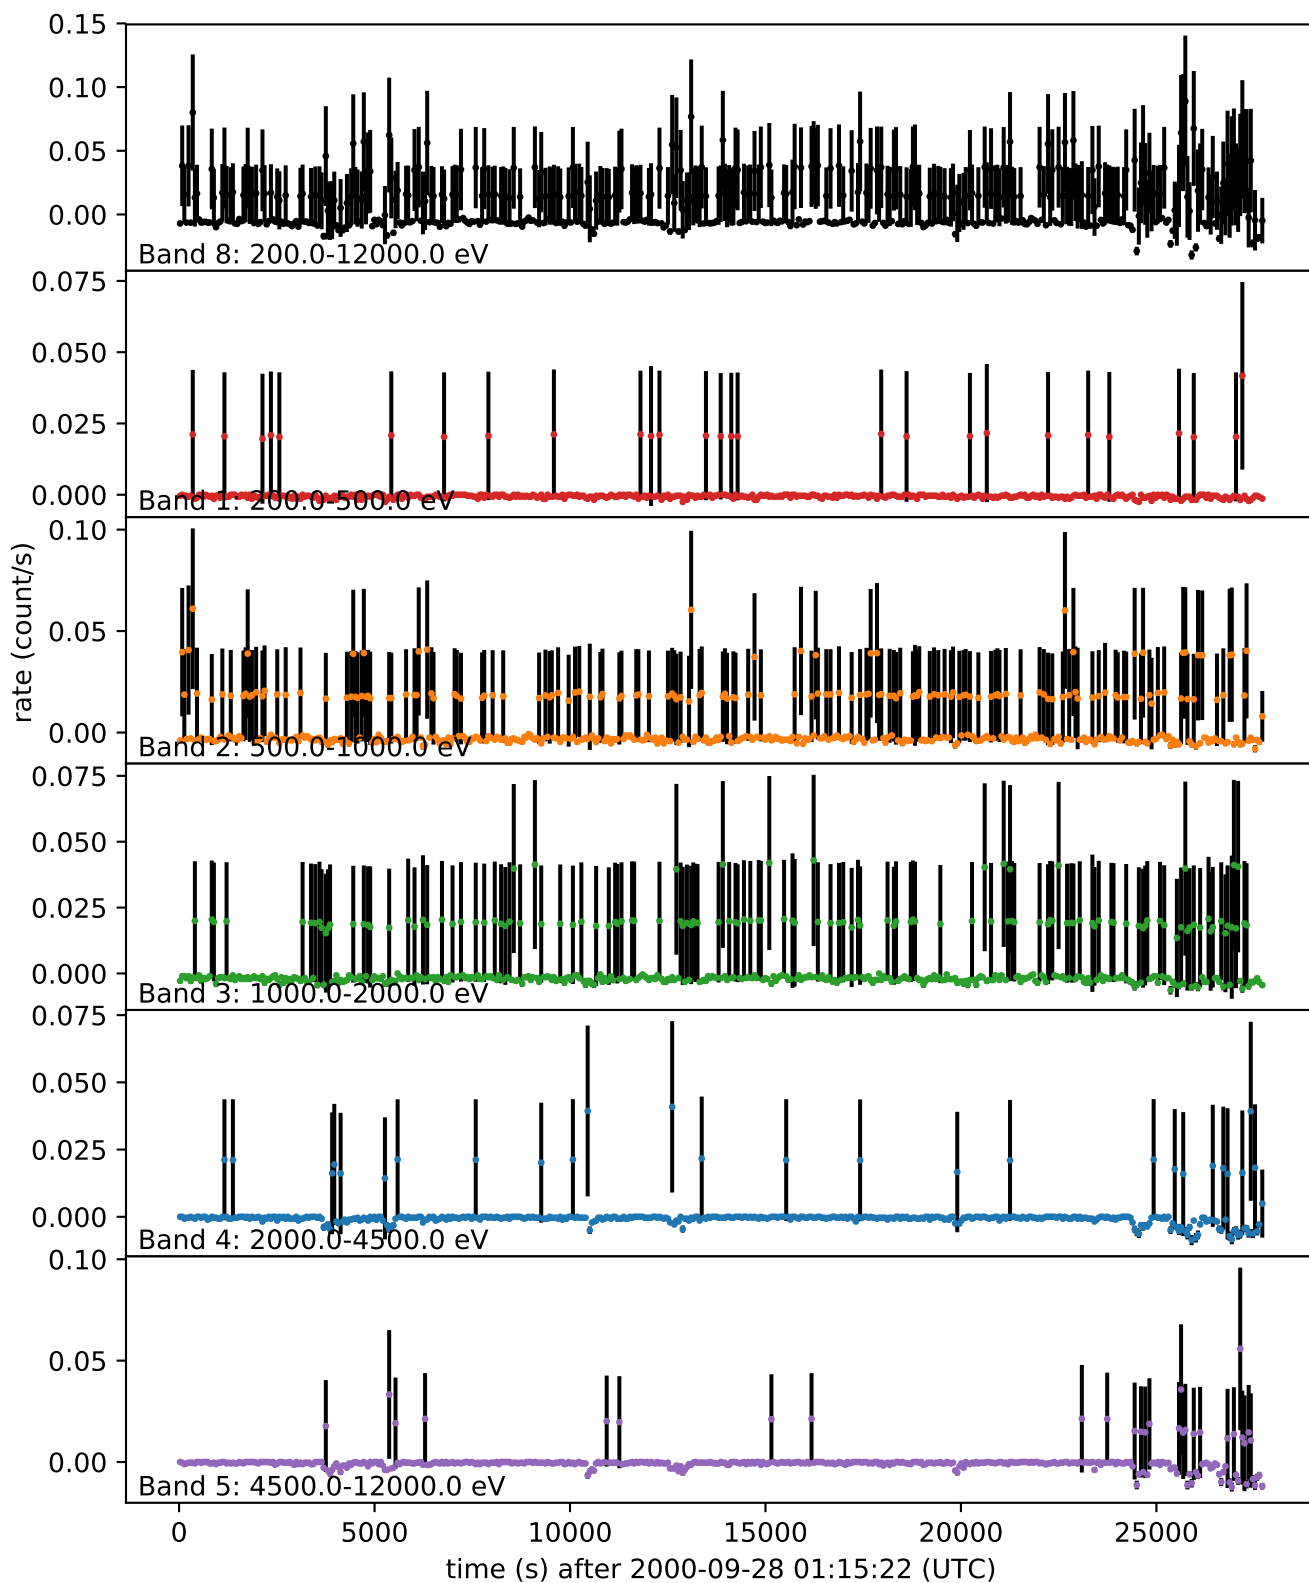 0.15
0.10
0.05
0.00
Band 8: 200.0-12000.0 eV
0.075
0.050
0.025
0.000
Band 1: 200.0-500.0 eV
0.10
0.05
0.00
Band 2: 500.0-1000.0 eV
rate (count/s)
0.075
0.050
0.025
0.000
Band 3: 1000.0-2000.0 eV
0.075
0.050
0.025
0.000
Band 4: 2000.0-4500.0 eV
0.10
0.05
0.00
Band 5: 4500.0-12000.0 eV
0 5000 10000 15000 20000 25000
time (s) after 2000-09-28 01:15:22 (UTC)